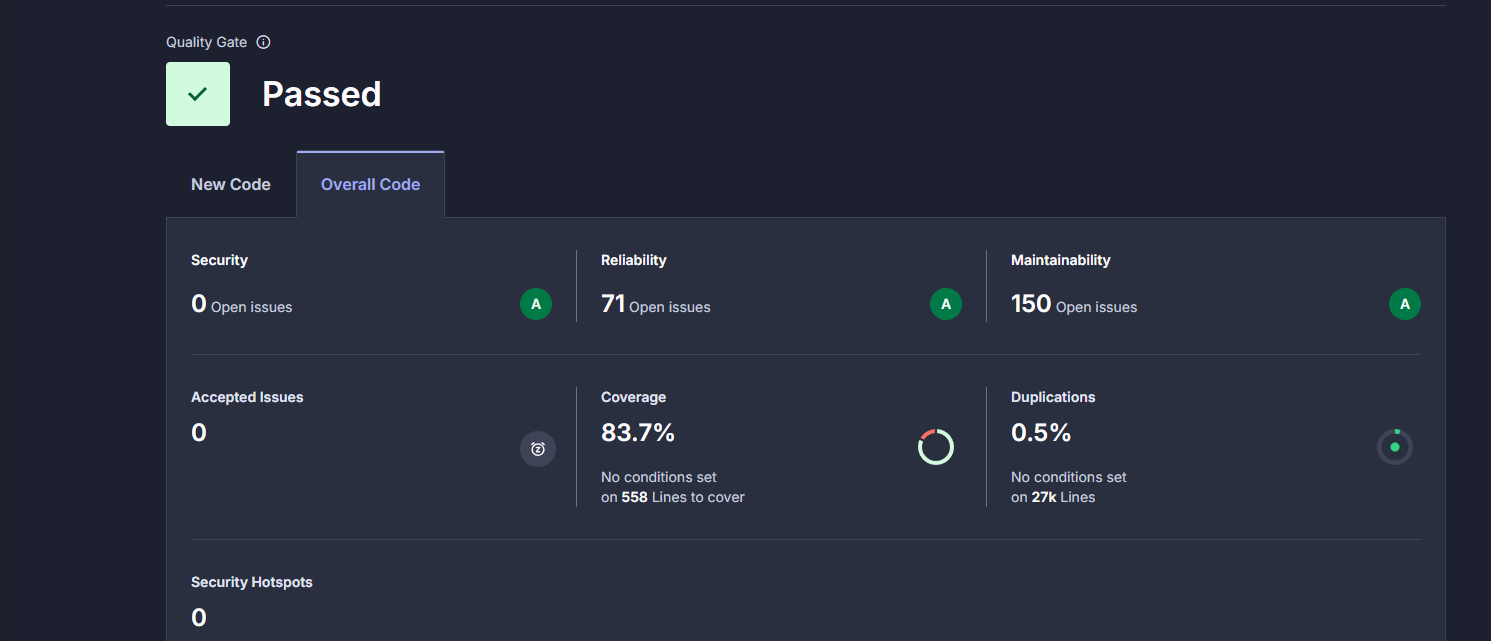 Quality Gate
Passed
New Code
Overall Code
Security
0 Open issues
A
Reliability
71 Open issues
A
Maintainability
150 Open issues
A
Accepted Issues
0
Coverage
83.7%
No conditions set
on 558 Lines to cover
Duplications
0.5%
No conditions set
on 27k Lines
Security Hotspots
0